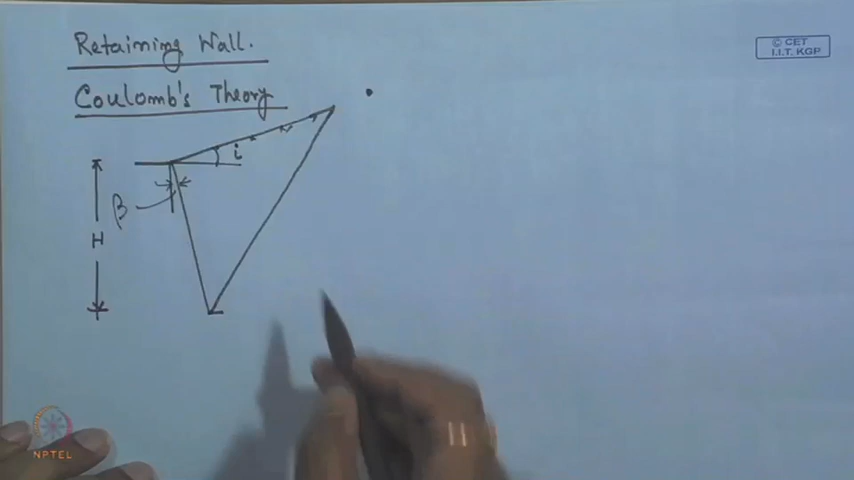 Retaining Wall.
© CET
I.I.T. KGP
Coulomb's Theory
i
β
H
NPTEL